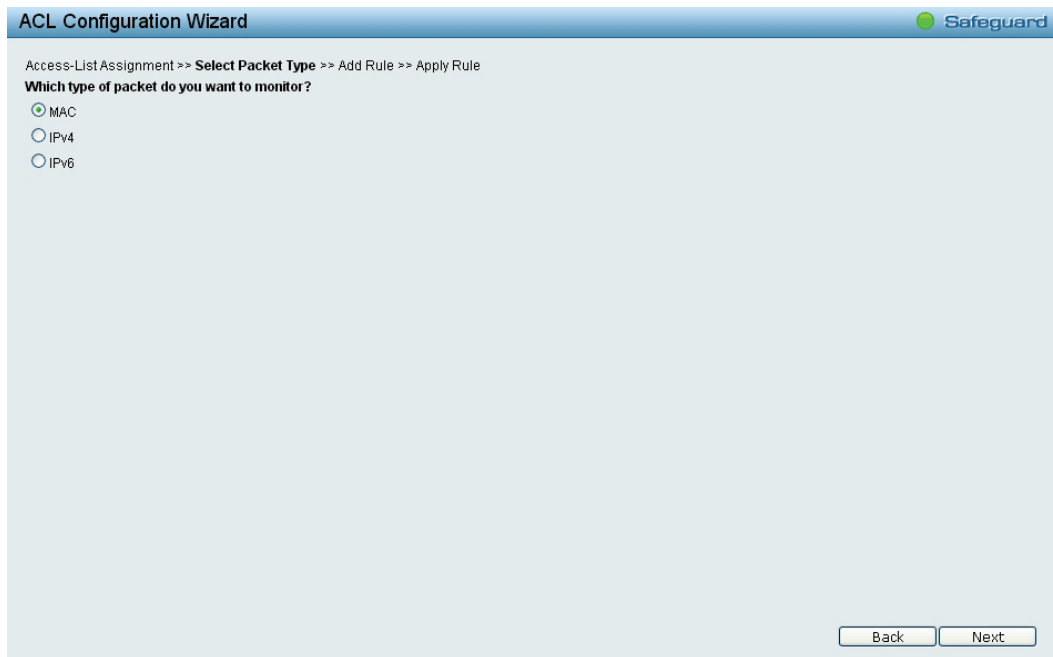 ACL Configuration Wizard
Safeguard
Access-List Assignment >> Select Packet Type >> Add Rule >> Apply Rule
Which type of packet do you want to monitor?
MAC
IPv4
IPv6
Back
Next